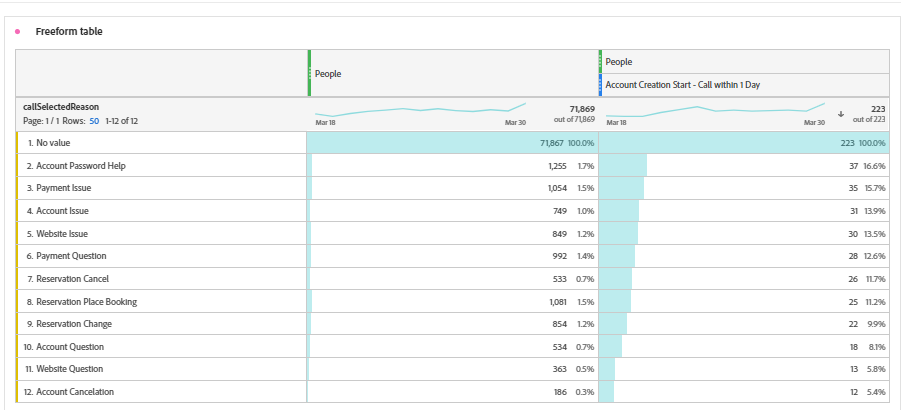 Freeform table
People
People
Account Creation Start - Call within 1 Day
callSelectedReason
Page: 1 / 1 Rows: 50 1-12 of 12
Mar 18
Mar 30
71,869
out of 71,869
Mar 18
Mar 30
223
out of 223
1. No value 71,867 100.0% 223 100.0%
2. Account Password Help 1,255 1.7% 37 16.6%
3. Payment Issue 1,054 1.5% 35 15.7%
4. Account Issue 749 1.0% 31 13.9%
5. Website Issue 849 1.2% 30 13.5%
6. Payment Question 992 1.4% 28 12.6%
7. Reservation Cancel 533 0.7% 26 11.7%
8. Reservation Place Booking 1,081 1.5% 25 11.2%
9. Reservation Change 854 1.2% 22 9.9%
10. Account Question 534 0.7% 18 8.1%
11. Website Question 363 0.5% 13 5.8%
12. Account Cancelation 186 0.3% 12 5.4%